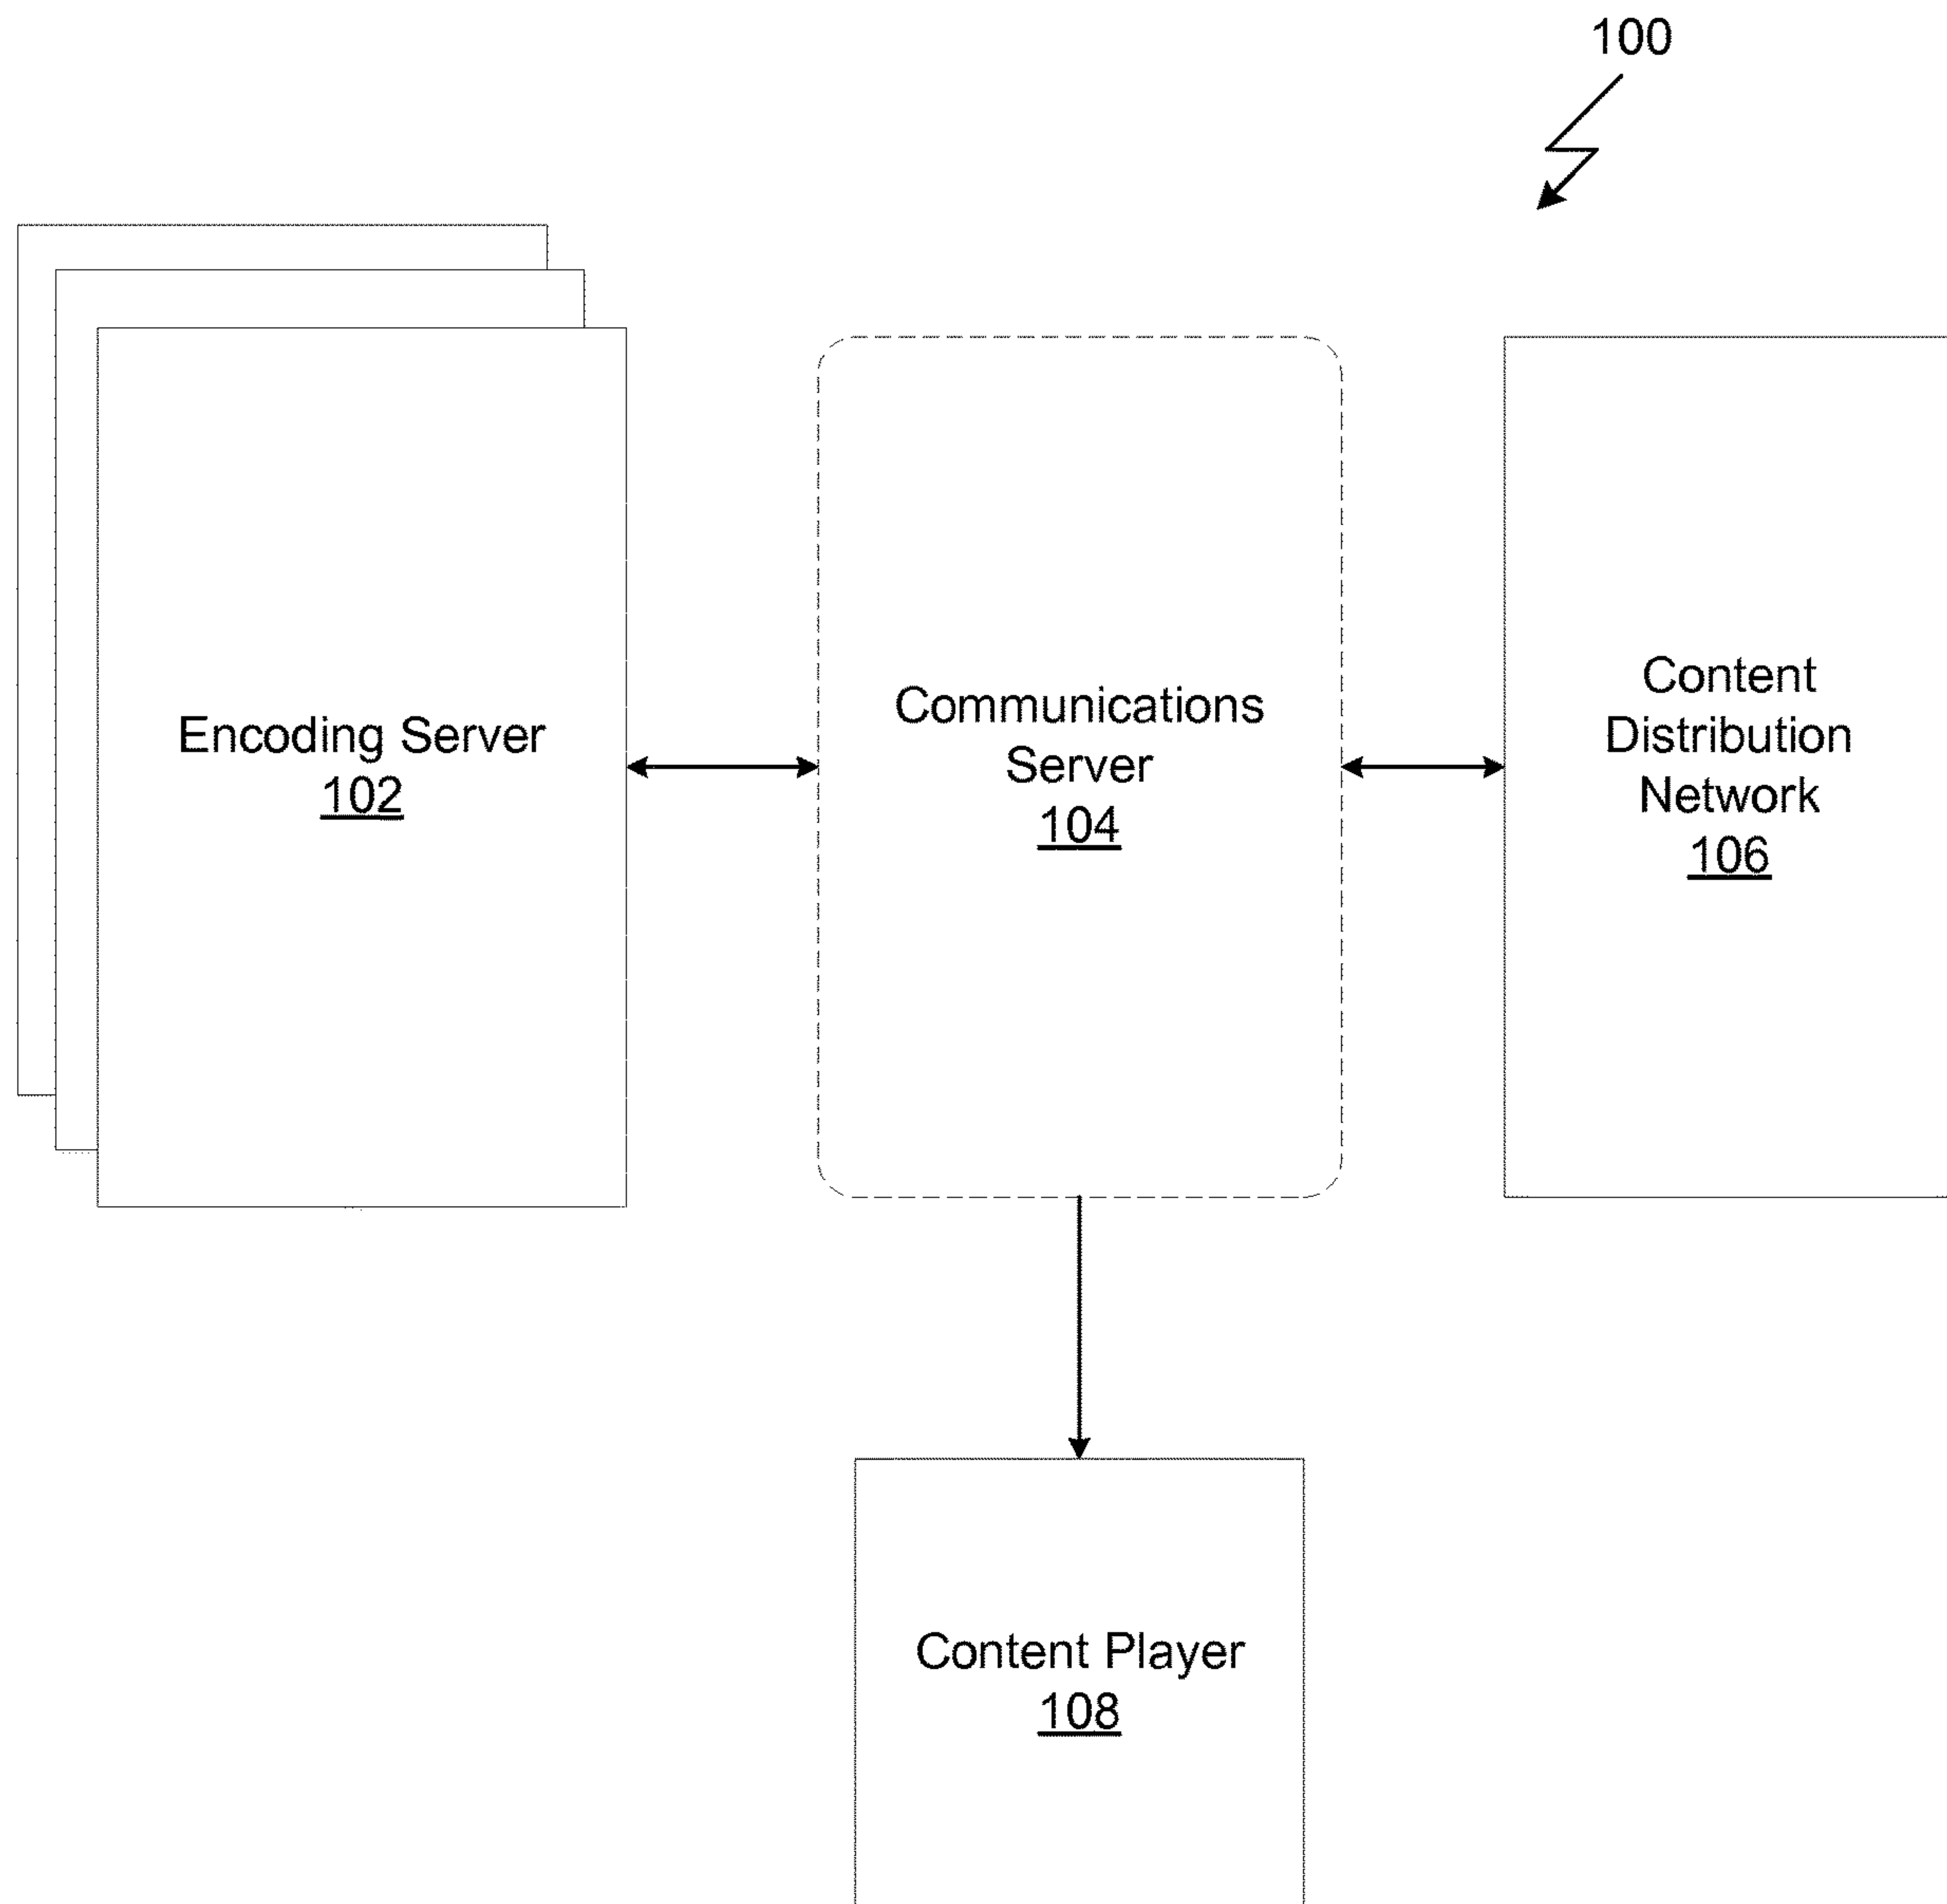 100
Encoding Server
102
Communications
Server
104
Content
Distribution
Network
106
Content Player
108